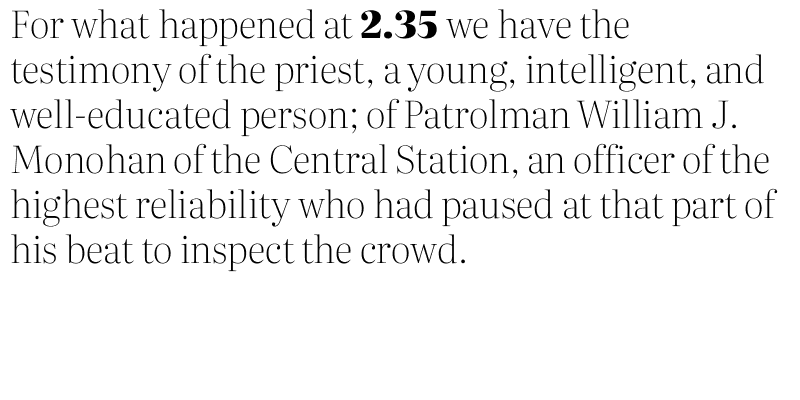 For what happened at 2.35 we have the
testimony of the priest, a young, intelligent, and
well-educated person; of Patrolman William J.
Monohan of the Central Station, an officer of the
highest reliability who had paused at that part of
his beat to inspect the crowd.